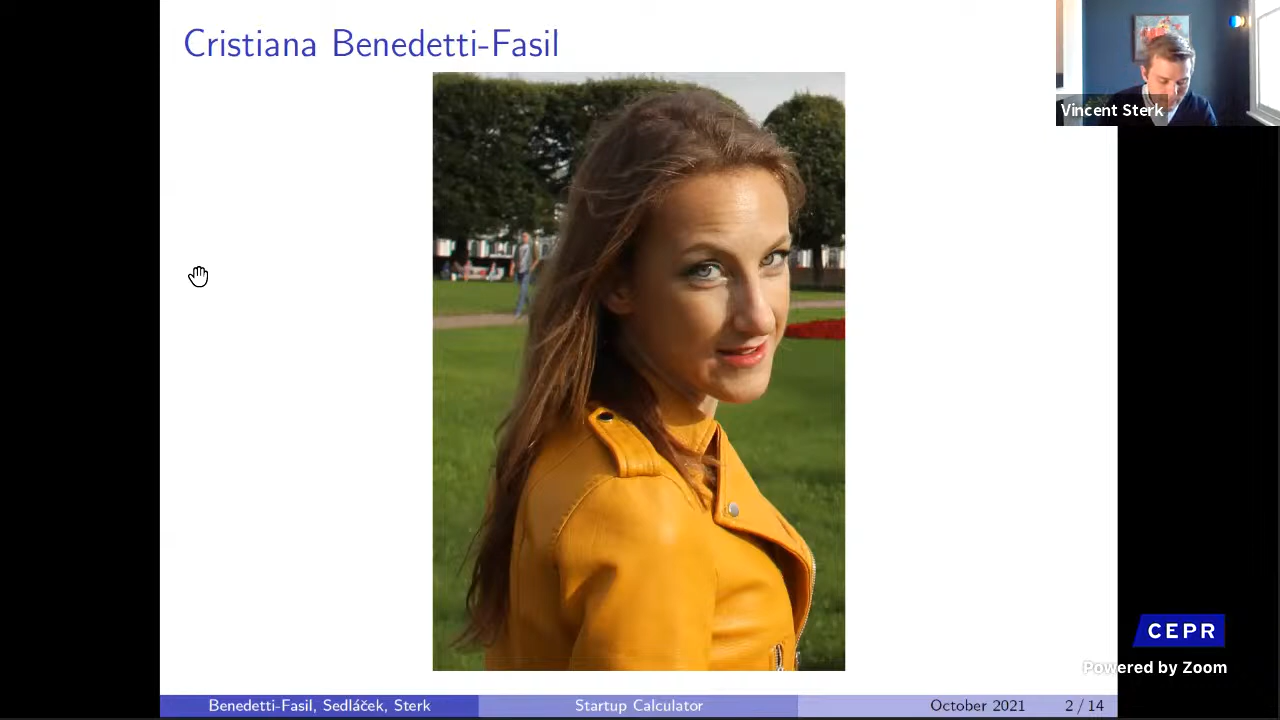 Cristiana Benedetti-Fasil
Vincent Sterk
CEPR
Powered by Zoom
Benedetti-Fasil, Sedláček, Sterk
Startup Calculator
October 2021
2 / 14